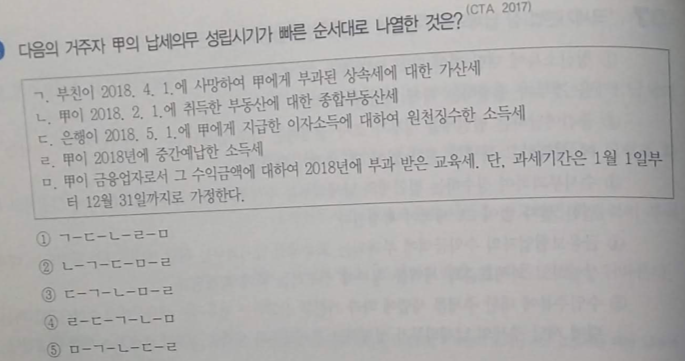 다음의 거주자 甲의 납세의무 성립시기가 빠른 순서대로 나열한 것은? (CTA 2017)
ㄱ. 부친이 2018. 4. 1.에 사망하여 甲에게 부과된 상속세에 대한 가산세
ㄴ. 甲이 2018. 2. 1.에 취득한 부동산에 대한 종합부동산세
ㄷ. 은행이 2018. 5. 1.에 甲에게 지급한 이자소득에 대하여 원천징수한 소득세
ㄹ. 甲이 2018년에 중간예납한 소득세
ㅁ. 甲이 금융업자로서 그 수익금액에 대하여 2018년에 부과 받은 교육세. 단, 과세기간은 1월 1일부
터 12월 31일까지로 가정한다.
① ㄱ-ㄷ-ㄴ-ㄹ-ㅁ
② ㄴ-ㄱ-ㄷ-ㅁ-ㄹ
③ ㄷ-ㄱ-ㄴ-ㅁ-ㄹ
④ ㄹ-ㄷ-ㄱ-ㄴ-ㅁ
⑤ ㅁ-ㄱ-ㄴ-ㄷ-ㄹ